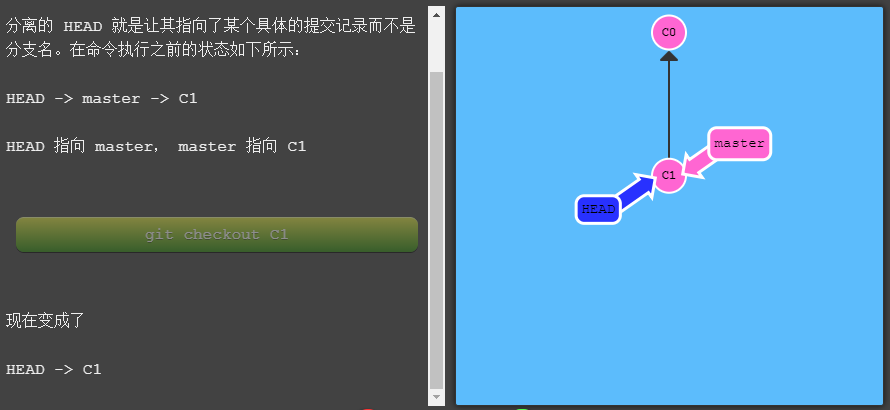 分离的 HEAD 就是让其指向了某个具体的提交记录而不是
分支名。在命令执行之前的状态如下所示：
HEAD -> master -> C1
HEAD 指向 master， master 指向 C1
git checkout C1
现在变成了
HEAD -> C1
C0
master
C1
HEAD